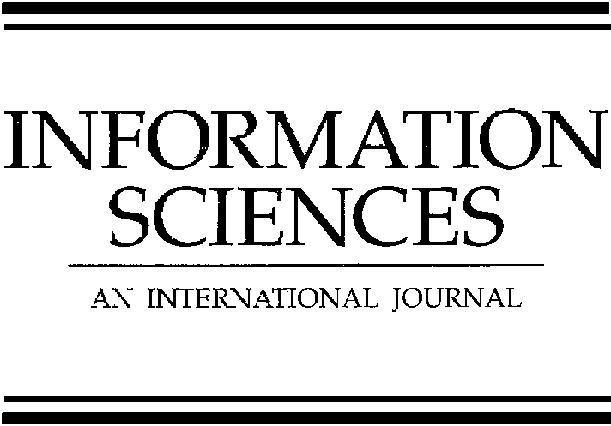 INFORMATION
SCIENCES
AN INTERNATIONAL JOURNAL